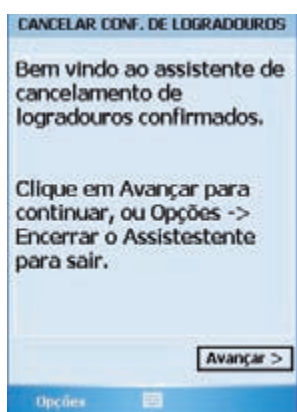 CANCELAR CONF. DE LOGRADOUROS
Bem vindo ao assistente de
cancelamento de
logradouros confirmados.
Clique em Avançar para
continuar, ou Opções ->
Encerrar o Assistestente
para sair.
Avançar >
Opções